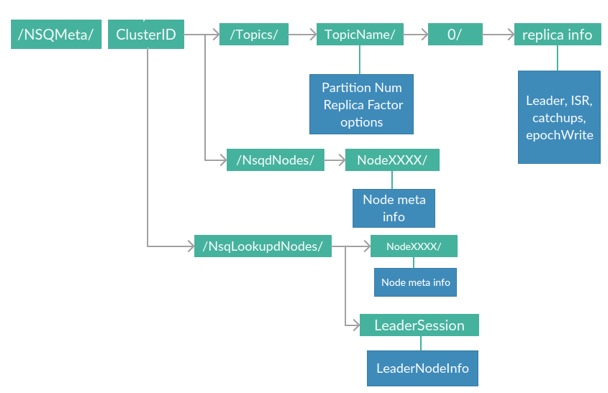 /NSQMeta/
ClusterID
/Topics/
TopicName/
0/
replica info
Partition Num
Replica Factor
options
Leader, ISR,
catchups,
epochWrite
/NsqdNodes/
NodeXXXX/
Node meta
info
/NsqLookupdNodes/
NodeXXXX/
Node meta info
LeaderSession
LeaderNodeInfo